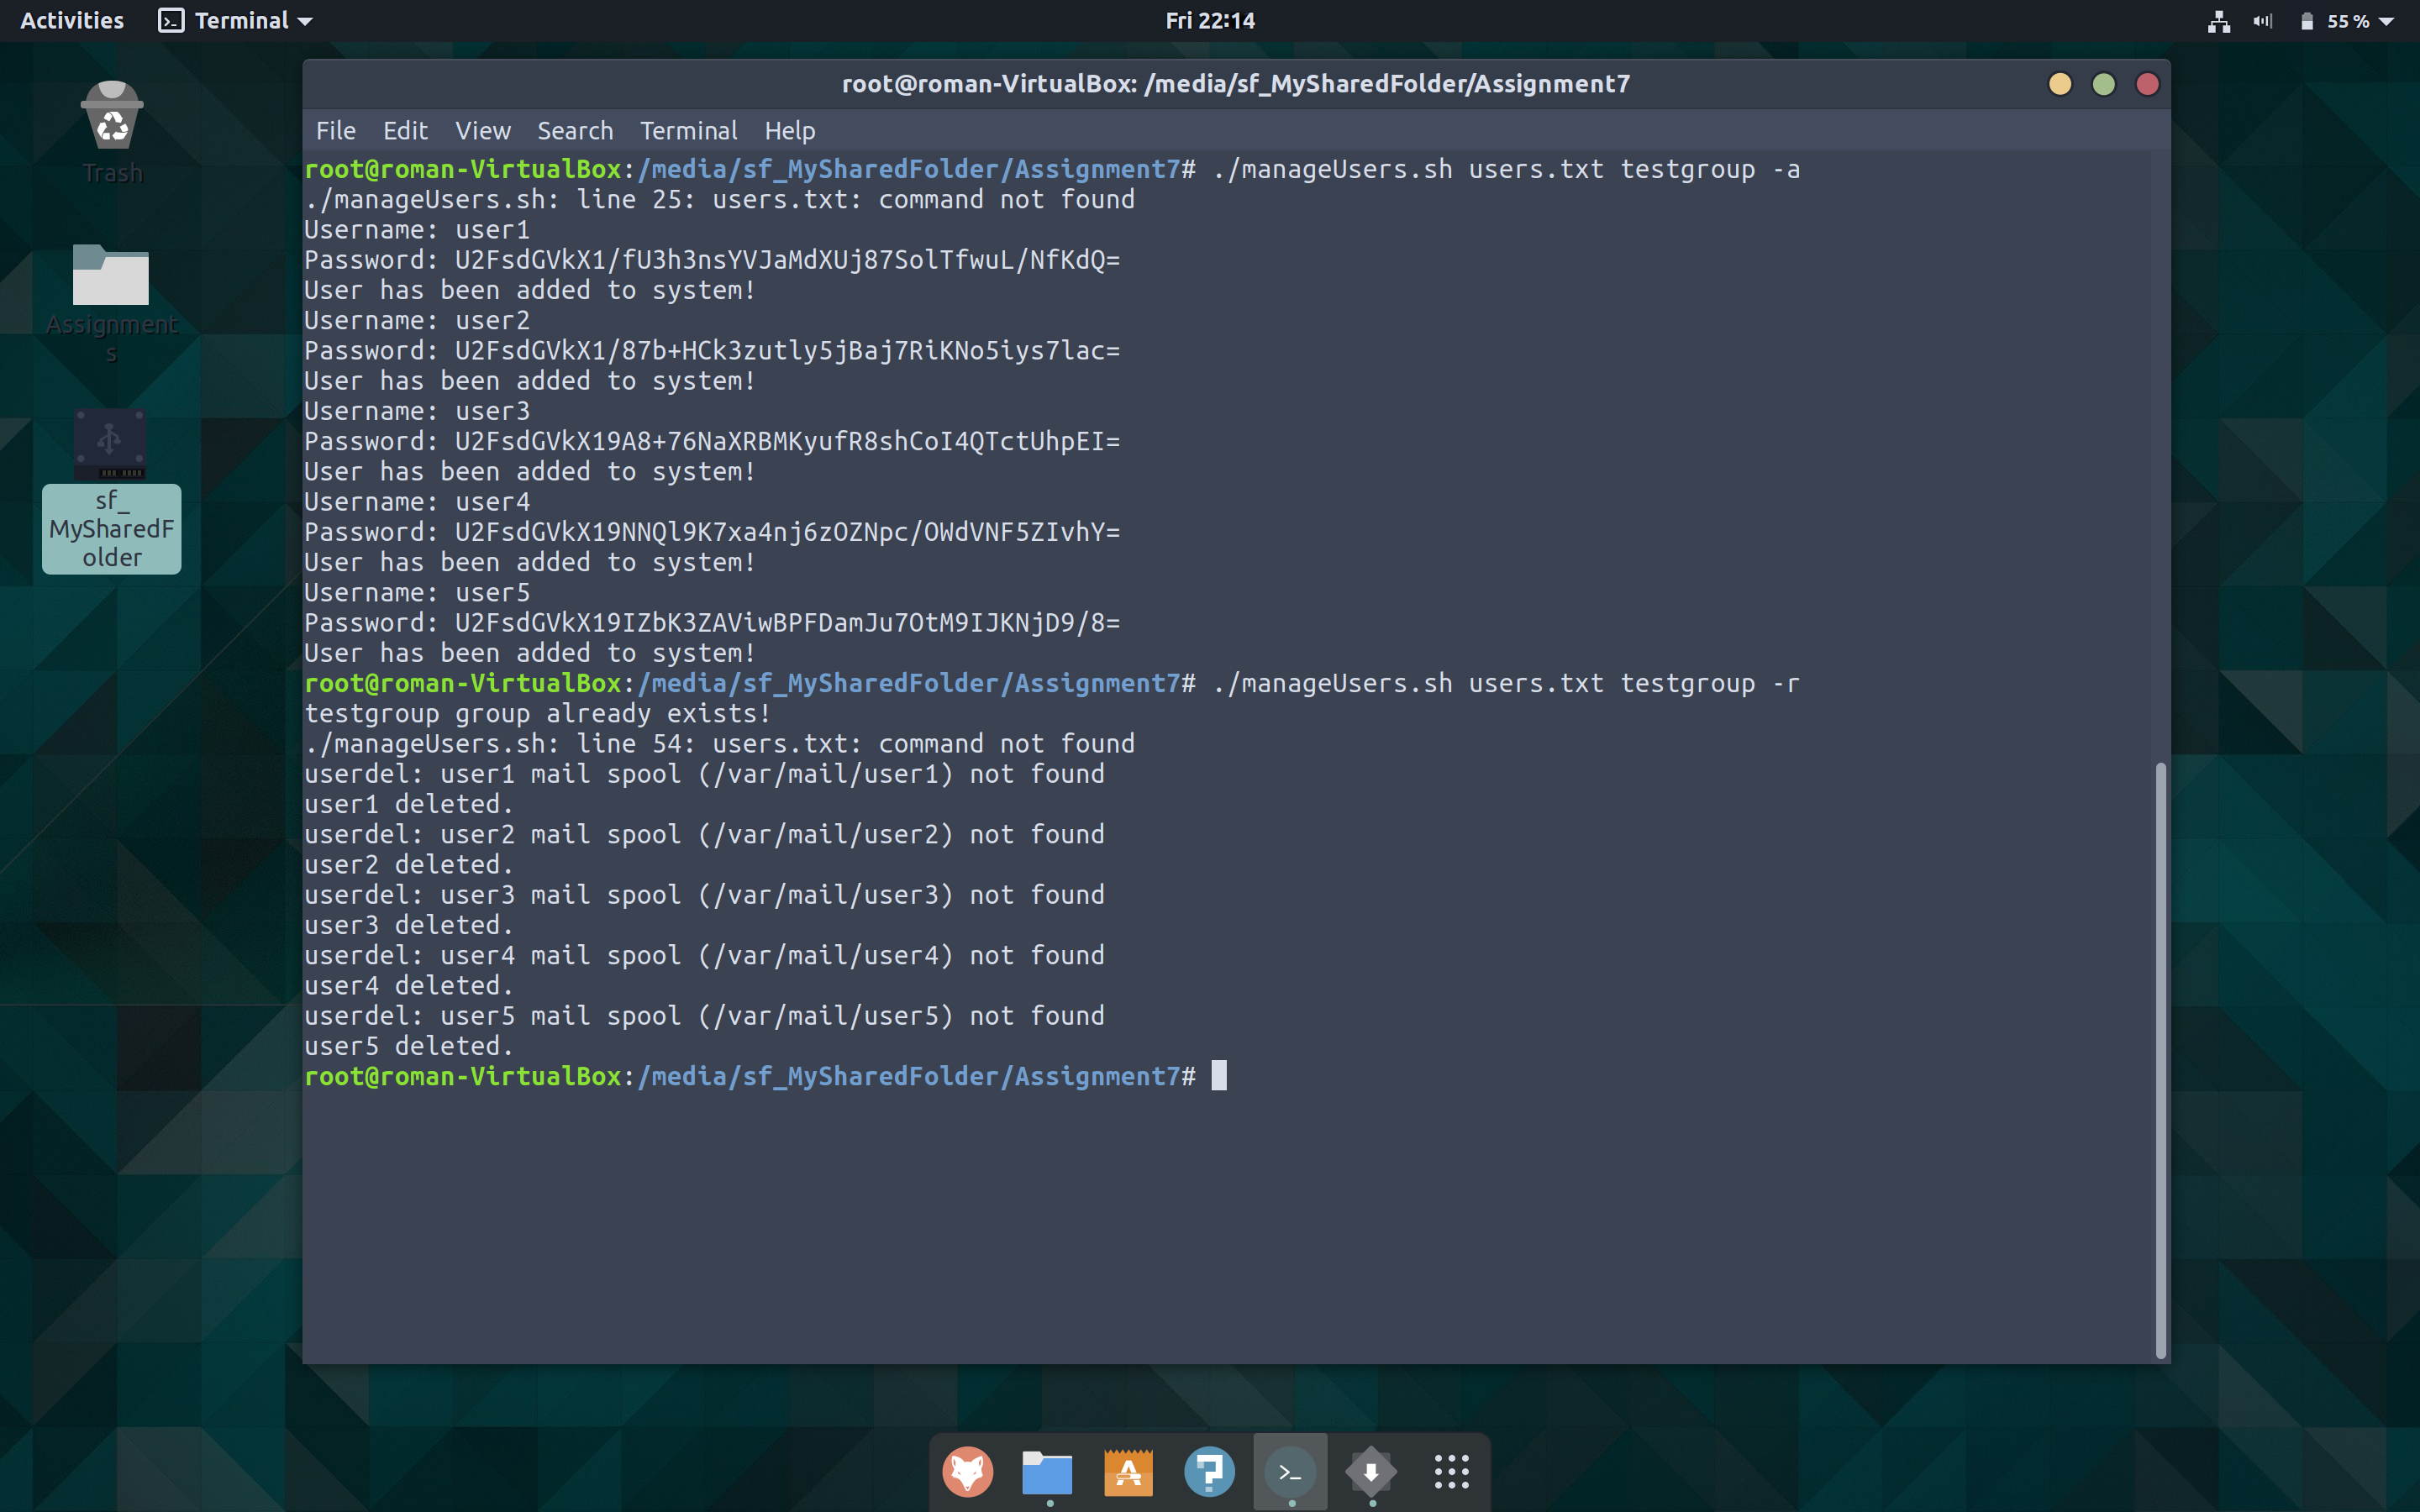 Activities Terminal Fri 22:14 55 %
root@roman-VirtualBox: /media/sf_MySharedFolder/Assignment7
File Edit View Search Terminal Help
Trash
Assignment
s
sf_
MySharedF
older
root@roman-VirtualBox:/media/sf_MySharedFolder/Assignment7# ./manageUsers.sh users.txt testgroup -a
./manageUsers.sh: line 25: users.txt: command not found
Username: user1
Password: U2FsdGVkX1/fU3h3nsYVJaMdXUj87SolTfwuL/NfKdQ=
User has been added to system!
Username: user2
Password: U2FsdGVkX1/87b+HCk3zutly5jBaj7RiKNo5iys7lac=
User has been added to system!
Username: user3
Password: U2FsdGVkX19A8+76NaXRBMKyufR8shCoI4QTctUhpEI=
User has been added to system!
Username: user4
Password: U2FsdGVkX19NNQl9K7xa4nj6zOZNpc/OWdVNF5ZIvhY=
User has been added to system!
Username: user5
Password: U2FsdGVkX19IZbK3ZAViwBPFDamJu7OtM9IJKNjD9/8=
User has been added to system!
root@roman-VirtualBox:/media/sf_MySharedFolder/Assignment7# ./manageUsers.sh users.txt testgroup -r
testgroup group already exists!
./manageUsers.sh: line 54: users.txt: command not found
userdel: user1 mail spool (/var/mail/user1) not found
user1 deleted.
userdel: user2 mail spool (/var/mail/user2) not found
user2 deleted.
userdel: user3 mail spool (/var/mail/user3) not found
user3 deleted.
userdel: user4 mail spool (/var/mail/user4) not found
user4 deleted.
userdel: user5 mail spool (/var/mail/user5) not found
user5 deleted.
root@roman-VirtualBox:/media/sf_MySharedFolder/Assignment7#